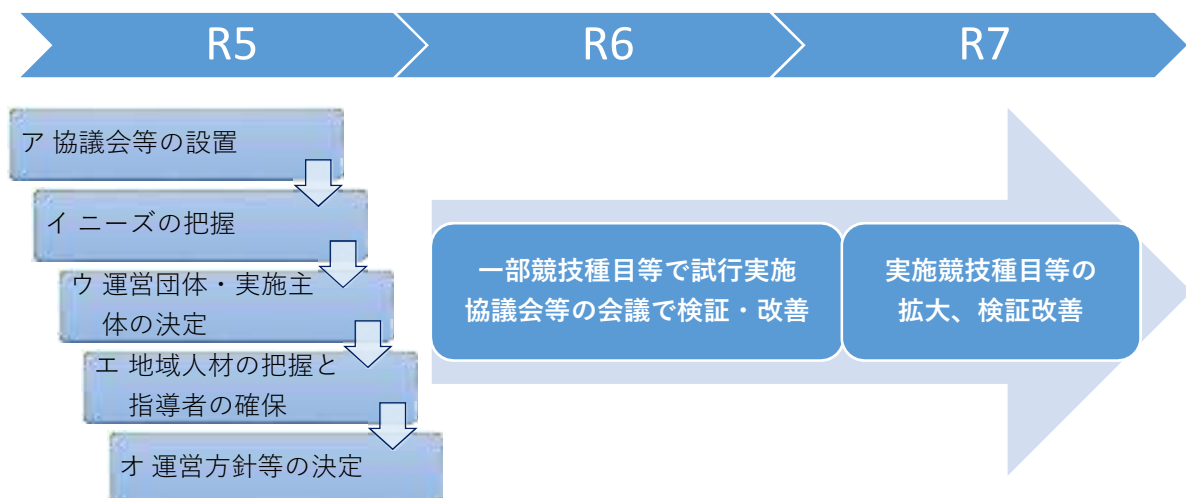 R5
R6
R7
ア 協議会等の設置
イ ニーズの把握
ウ 運営団体・実施主
体の決定
エ 地域人材の把握と
指導者の確保
オ 運営方針等の決定
一部競技種目等で試行実施
協議会等の会議で検証・改善
実施競技種目等の
拡大、検証改善